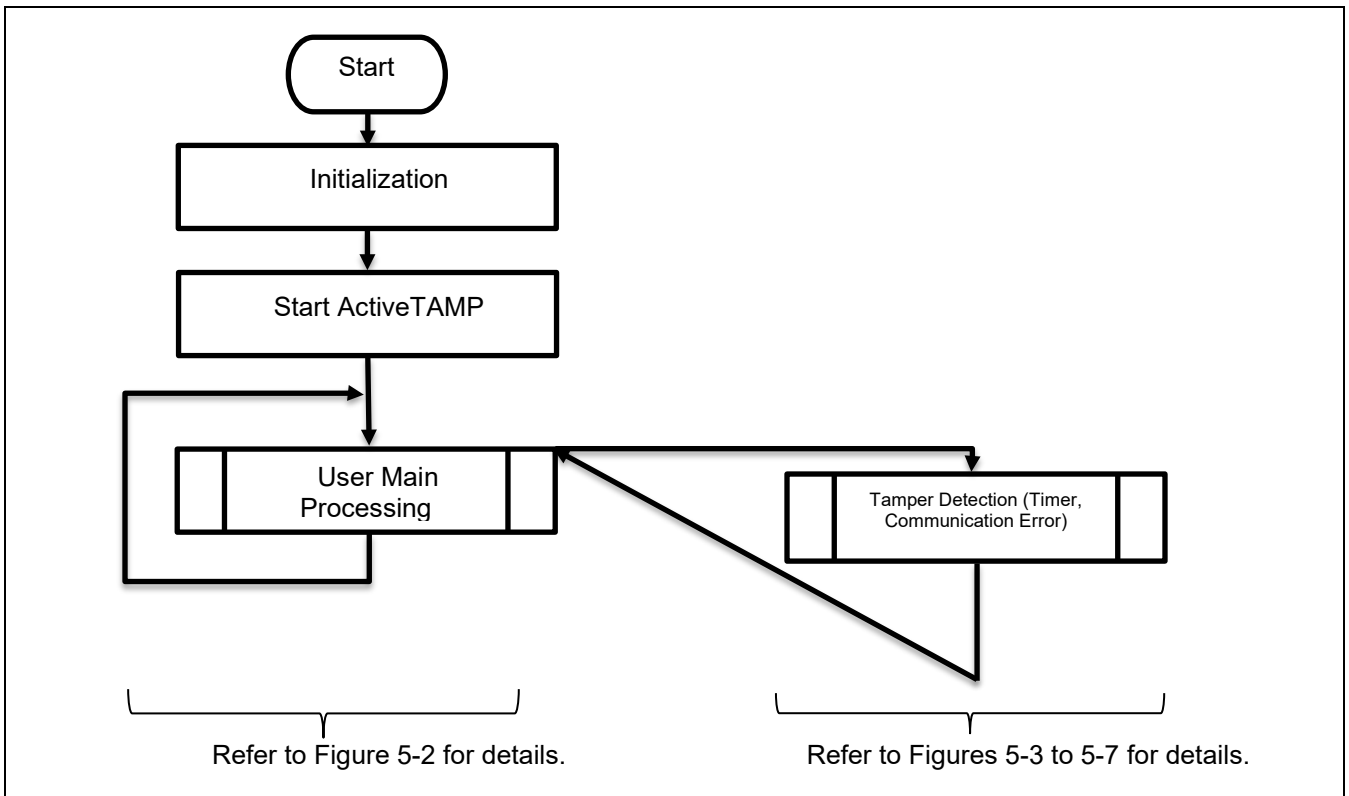 Start
Initialization
Start ActiveTAMP
User Main
Processing
Tamper Detection (Timer,
Communication Error)
Refer to Figure 5-2 for details.
Refer to Figures 5-3 to 5-7 for details.